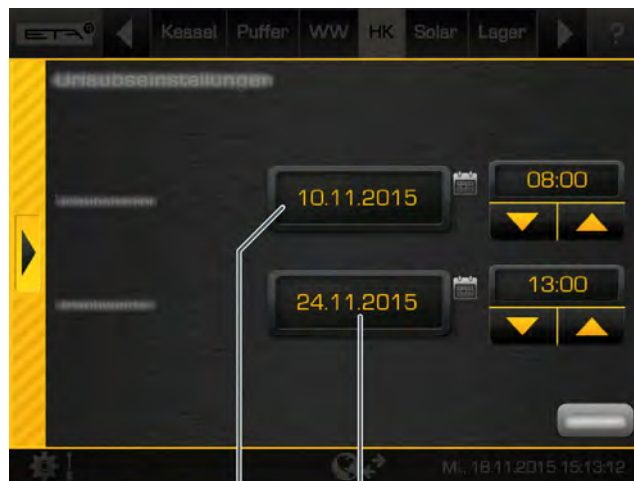 ETA Kessel Puffer WW HK Solar Lager ?
Urlaubseinstellungen
10.11.2015 08:00
24.11.2015 13:00
Mi., 18.11.2015 15:13:12